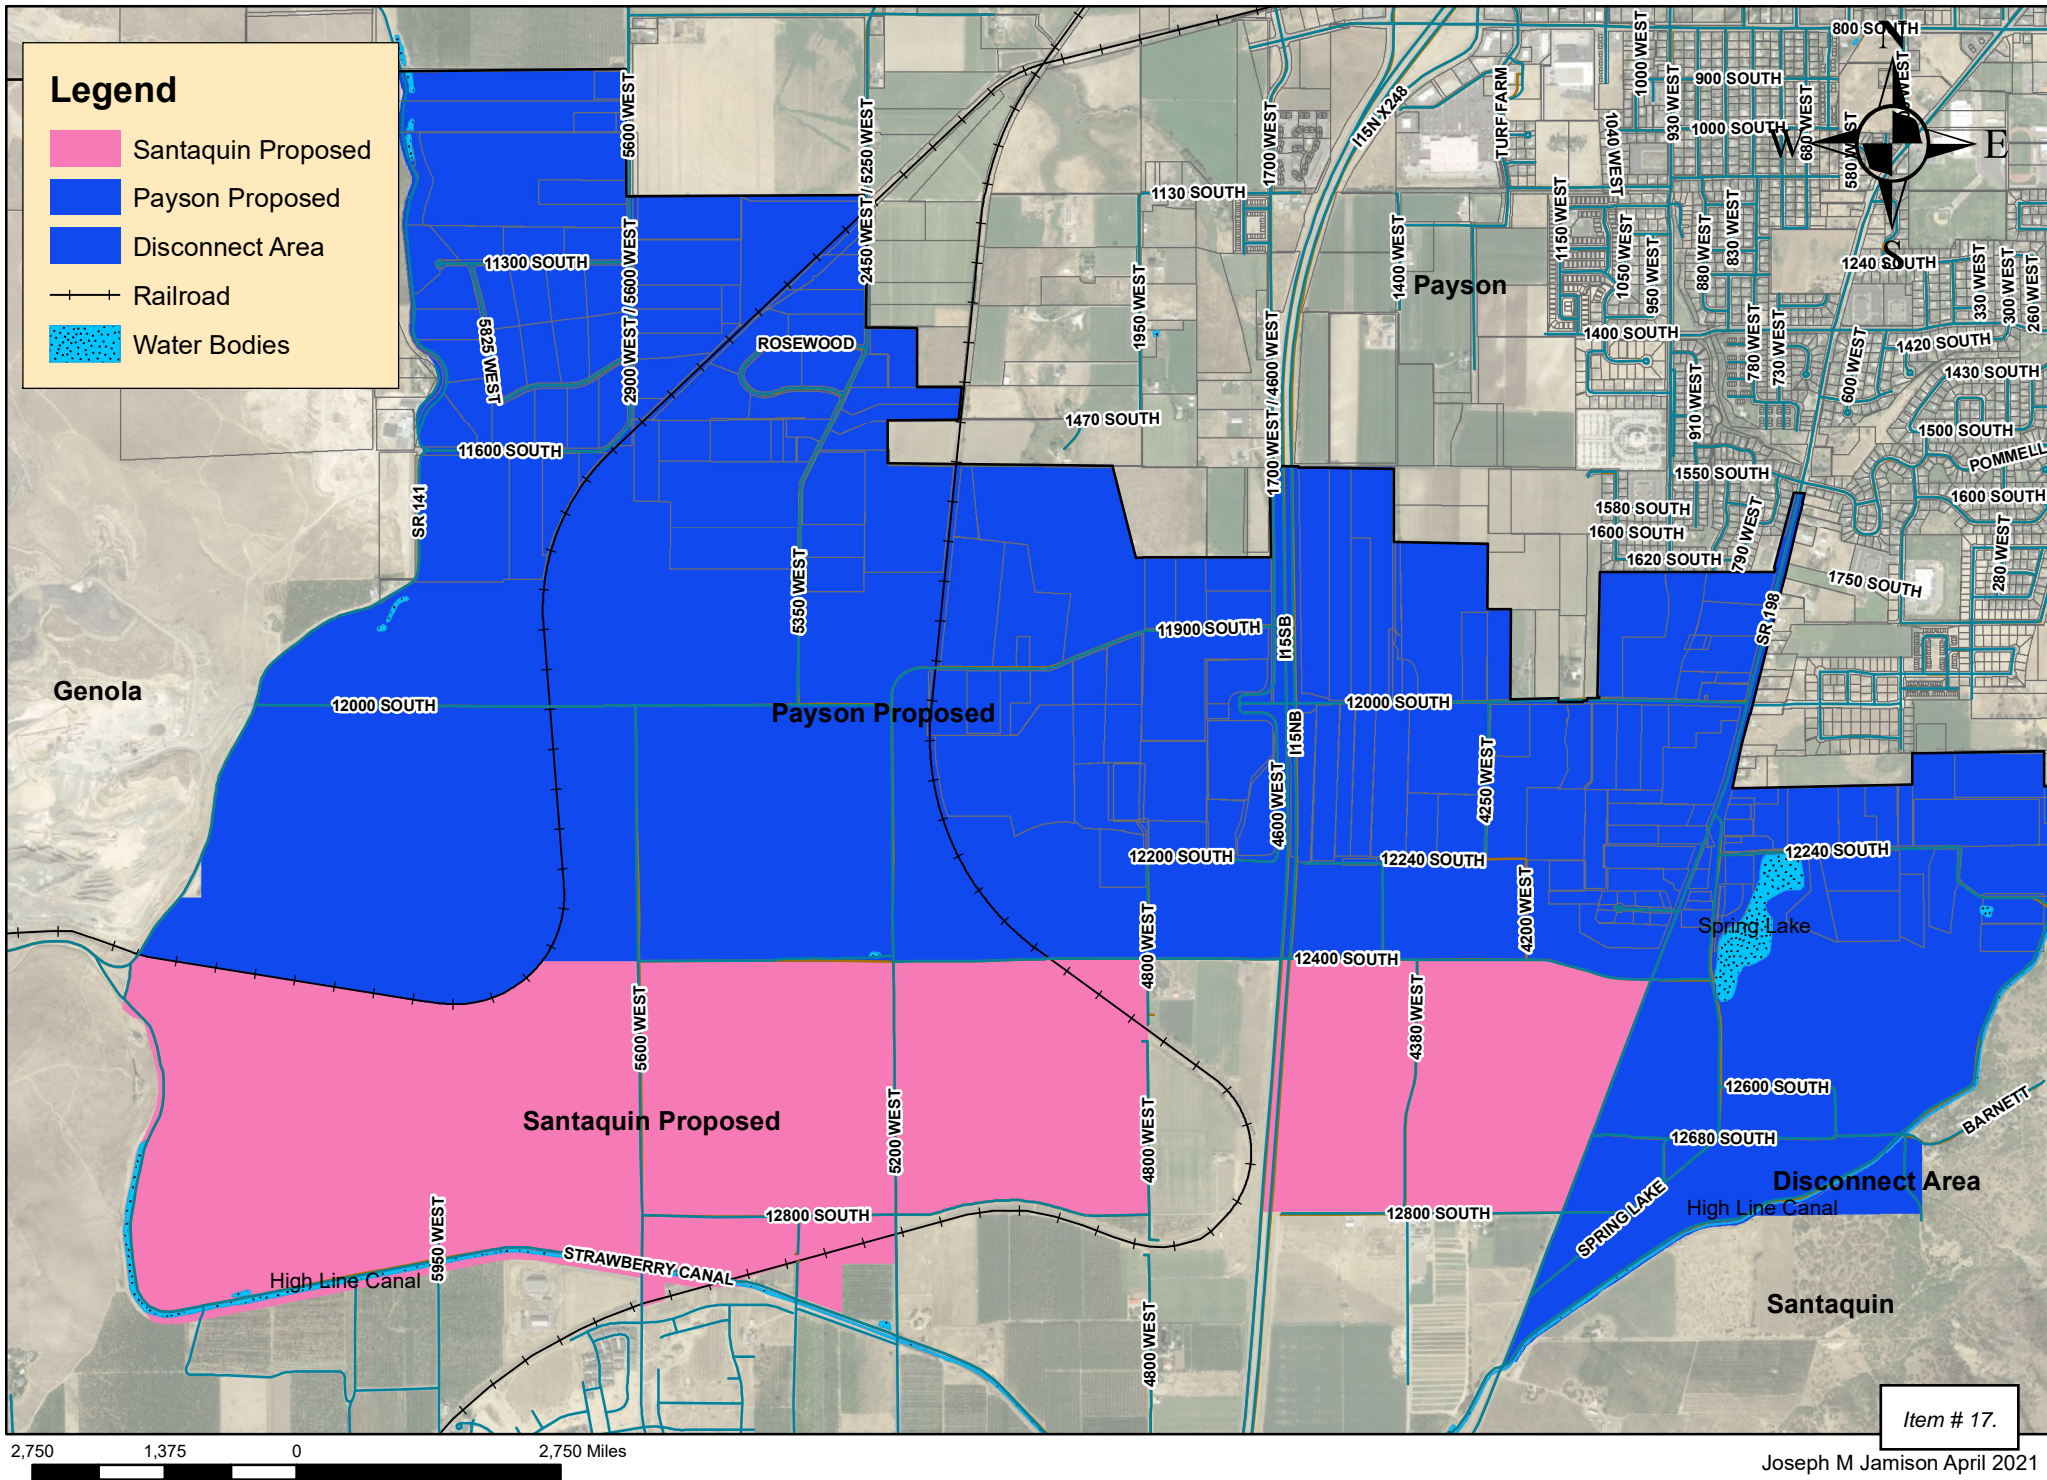 Legend
Santaquin Proposed
Payson Proposed
Disconnect Area
Railroad
Water Bodies
N
W
E
S
800 SOUTH
900 SOUTH
1000 SOUTH
1000 WEST
930 WEST
1040 WEST
680 WEST
580 WEST
TURF FARM
I15N X248
1700 WEST
5600 WEST
2450 WEST // 5250 WEST
1130 SOUTH
1150 WEST
1050 WEST
950 WEST
880 WEST
830 WEST
1240 SOUTH
330 WEST
300 WEST
260 WEST
1400 WEST
Payson
1950 WEST
11300 SOUTH
5825 WEST
2900 WEST / 5600 WEST
ROSEWOOD
1700 WEST / 4600 WEST
1400 SOUTH
780 WEST
730 WEST
600 WEST
1420 SOUTH
1430 SOUTH
910 WEST
1470 SOUTH
1500 SOUTH
POMMELL
11600 SOUTH
SR 141
1550 SOUTH
1580 SOUTH
1600 SOUTH
1600 SOUTH
1620 SOUTH
790 WEST
1750 SOUTH
280 WEST
5350 WEST
11900 SOUTH
I15SB
SR 198
Genola
12000 SOUTH
Payson Proposed
12000 SOUTH
I15NB
4600 WEST
4250 WEST
12200 SOUTH
12240 SOUTH
12240 SOUTH
4200 WEST
4800 WEST
Spring Lake
12400 SOUTH
5600 WEST
4380 WEST
12600 SOUTH
Santaquin Proposed
5200 WEST
4800 WEST
12680 SOUTH
BARNETT
Disconnect Area
High Line Canal
SPRING LAKE
12800 SOUTH
12800 SOUTH
5950 WEST
STRAWBERRY CANAL
High Line Canal
Santaquin
4800 WEST
Item # 17.
2,750
1,375
0
2,750 Miles
Joseph M Jamison April 2021